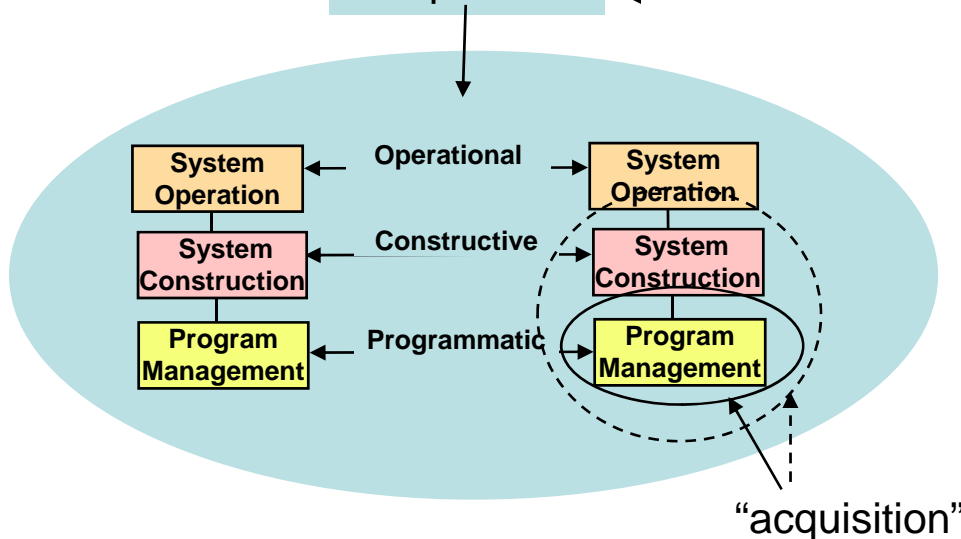 System
Operation
Operational
System
Operation
System
Construction
Constructive
System
Construction
Program
Management
Programmatic
Program
Management
“acquisition”